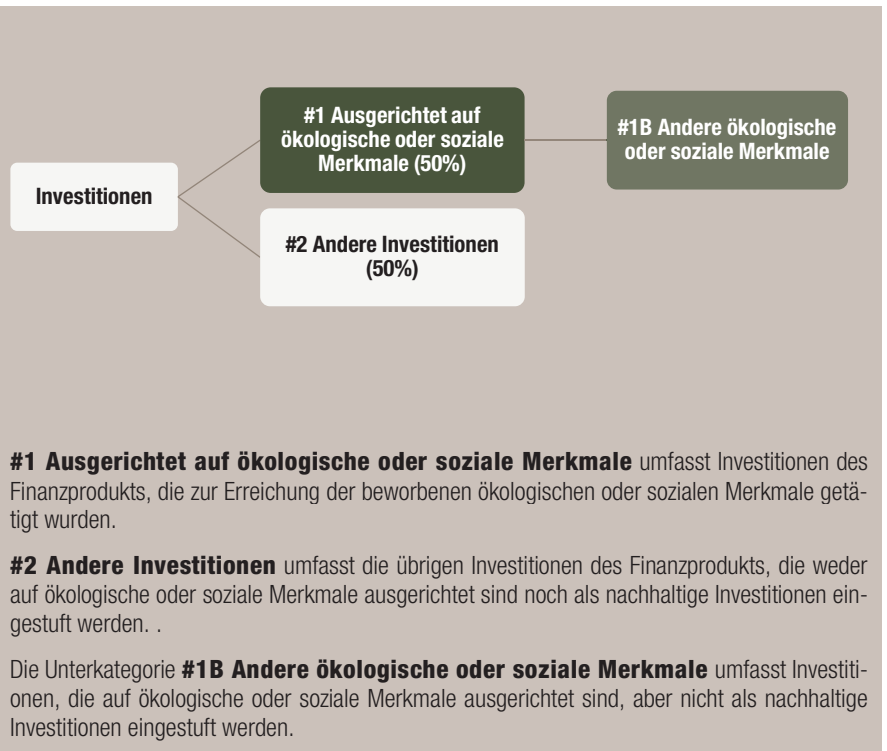 #1 Ausgerichtet auf
ökologische oder soziale
Merkmale (50%)
#1B Andere ökologische
oder soziale Merkmale
Investitionen
#2 Andere Investitionen
(50%)
#1 Ausgerichtet auf ökologische oder soziale Merkmale umfasst Investitionen des
Finanzprodukts, die zur Erreichung der beworbenen ökologischen oder sozialen Merkmale getä-
tigt wurden.
#2 Andere Investitionen umfasst die übrigen Investitionen des Finanzprodukts, die weder
auf ökologische oder soziale Merkmale ausgerichtet sind noch als nachhaltige Investitionen ein-
gestuft werden. .
Die Unterkategorie #1B Andere ökologische oder soziale Merkmale umfasst Investiti-
onen, die auf ökologische oder soziale Merkmale ausgerichtet sind, aber nicht als nachhaltige
Investitionen eingestuft werden.